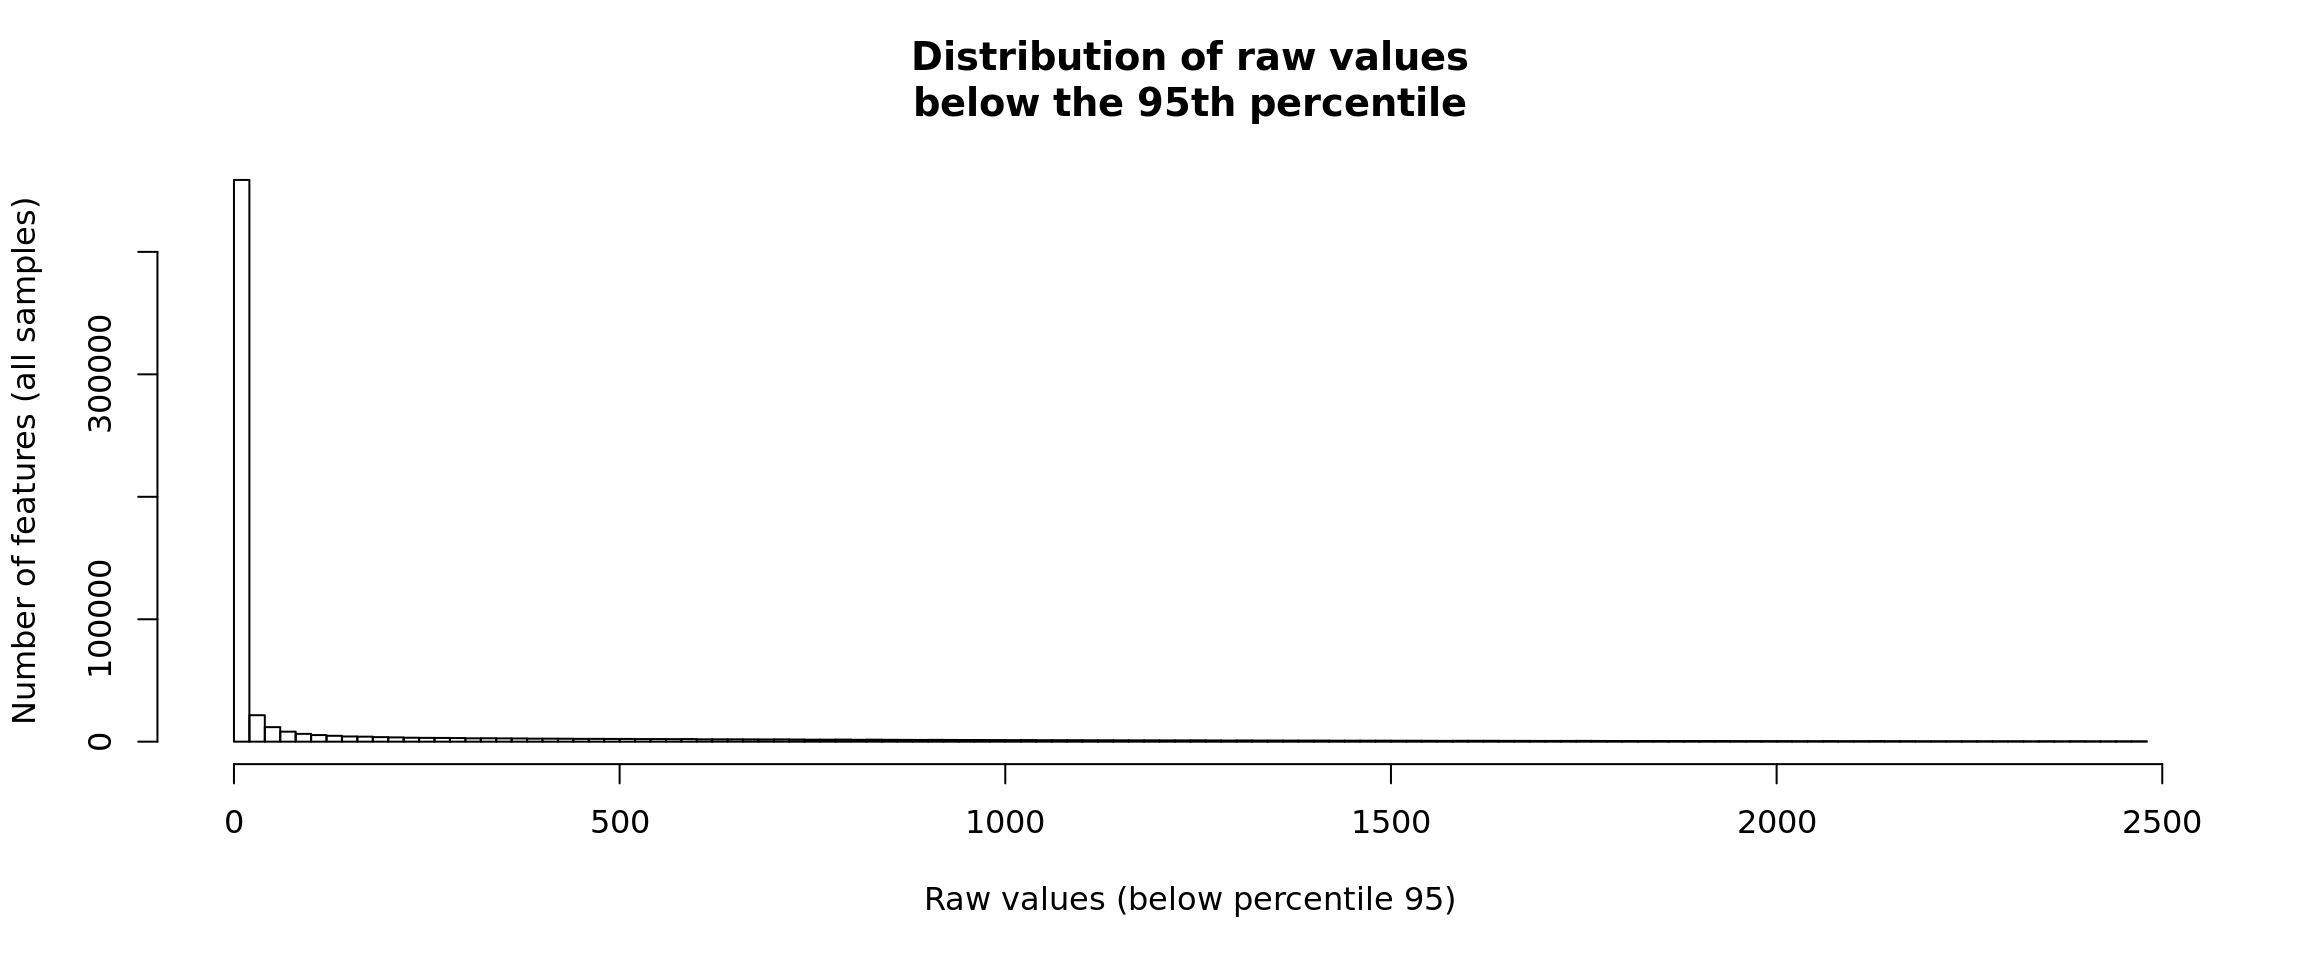 Distribution of raw values
below the 95th percentile
Number of features (all samples)
300000
100000
0
0 500 1000 1500 2000 2500
Raw values (below percentile 95)